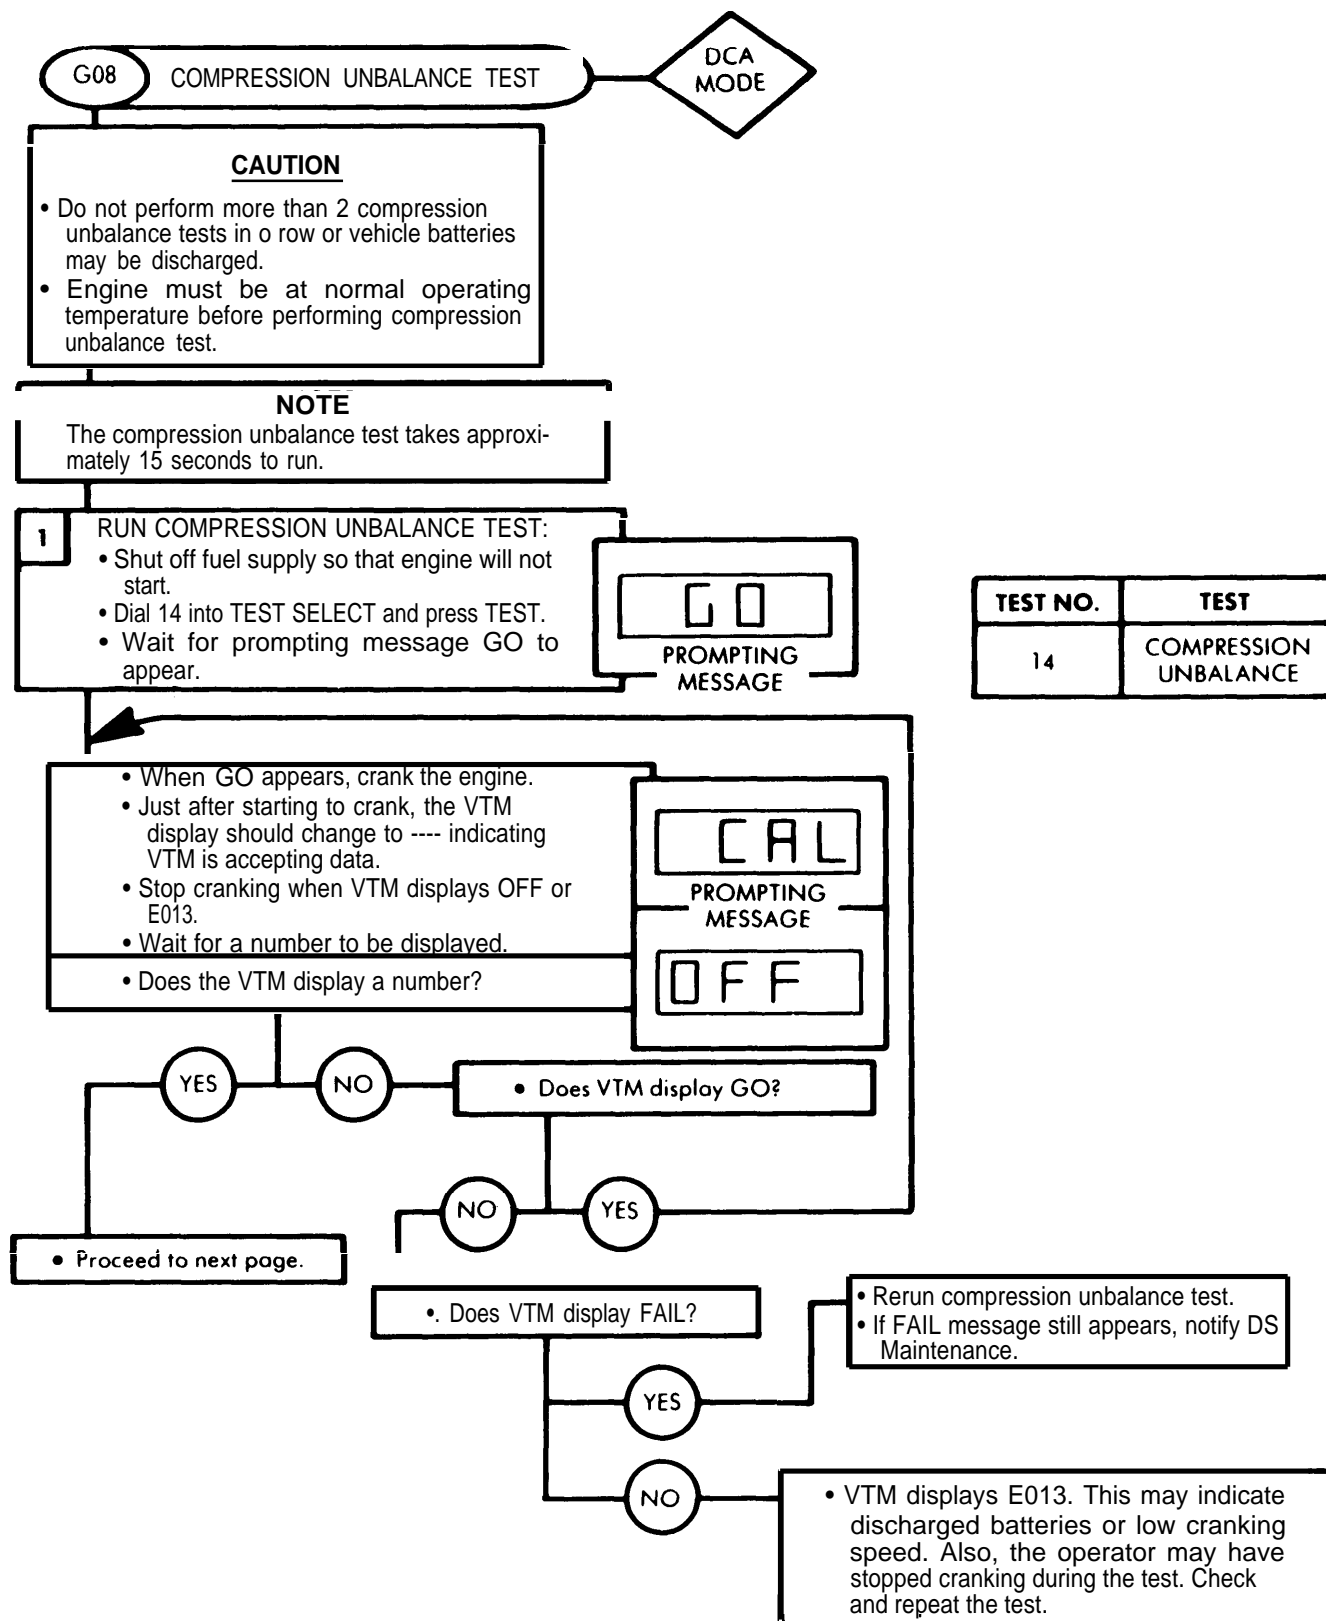 G08
COMPRESSION UNBALANCE TEST
DCA
MODE
CAUTION
• Do not perform more than 2 compression
unbalance tests in o row or vehicle batteries
may be discharged.
• Engine must be at normal operating
temperature before performing compression
unbalance test.
NOTE
The compression unbalance test takes approxi-
mately 15 seconds to run.
1
RUN COMPRESSION UNBALANCE TEST:
• Shut off fuel supply so that engine will not
start.
• Dial 14 into TEST SELECT and press TEST.
• Wait for prompting message GO to
appear.
GO
PROMPTING
MESSAGE
TEST NO. TEST
14 COMPRESSION
UNBALANCE
• When GO appears, crank the engine.
• Just after starting to crank, the VTM
display should change to ---- indicating
VTM is accepting data.
• Stop cranking when VTM displays OFF or
E013.
• Wait for a number to be displayed.
• Does the VTM display a number?
CAL
PROMPTING
MESSAGE
OFF
YES
NO
• Does VTM display GO?
NO
YES
• Proceed to next page.
•. Does VTM display FAIL?
• Rerun compression unbalance test.
• If FAIL message still appears, notify DS
Maintenance.
YES
NO
• VTM displays E013. This may indicate
discharged batteries or low cranking
speed. Also, the operator may have
stopped cranking during the test. Check
and repeat the test.